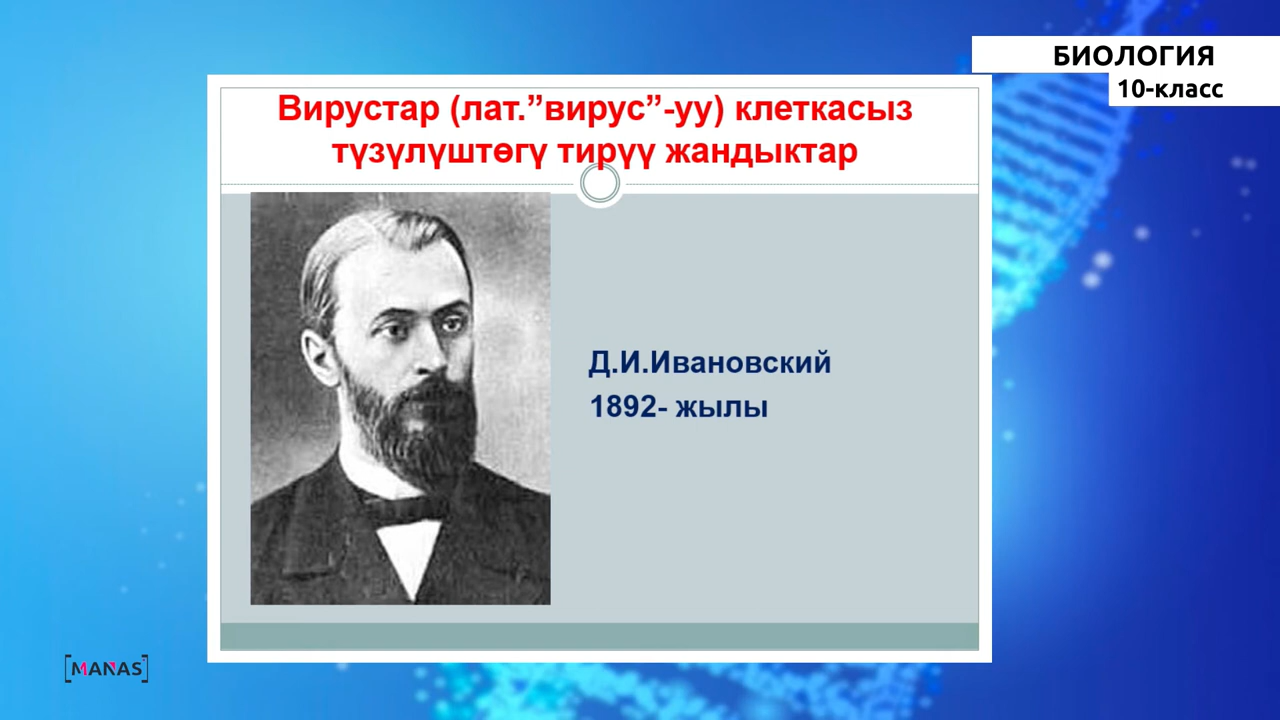 БИОЛОГИЯ
10-класс
Вирустар (лат.”вирус”-уу) клеткасыз
түзүлүштөгү тирүү жандыктар
Д.И.Ивановский
1892- жылы
[MANAS]